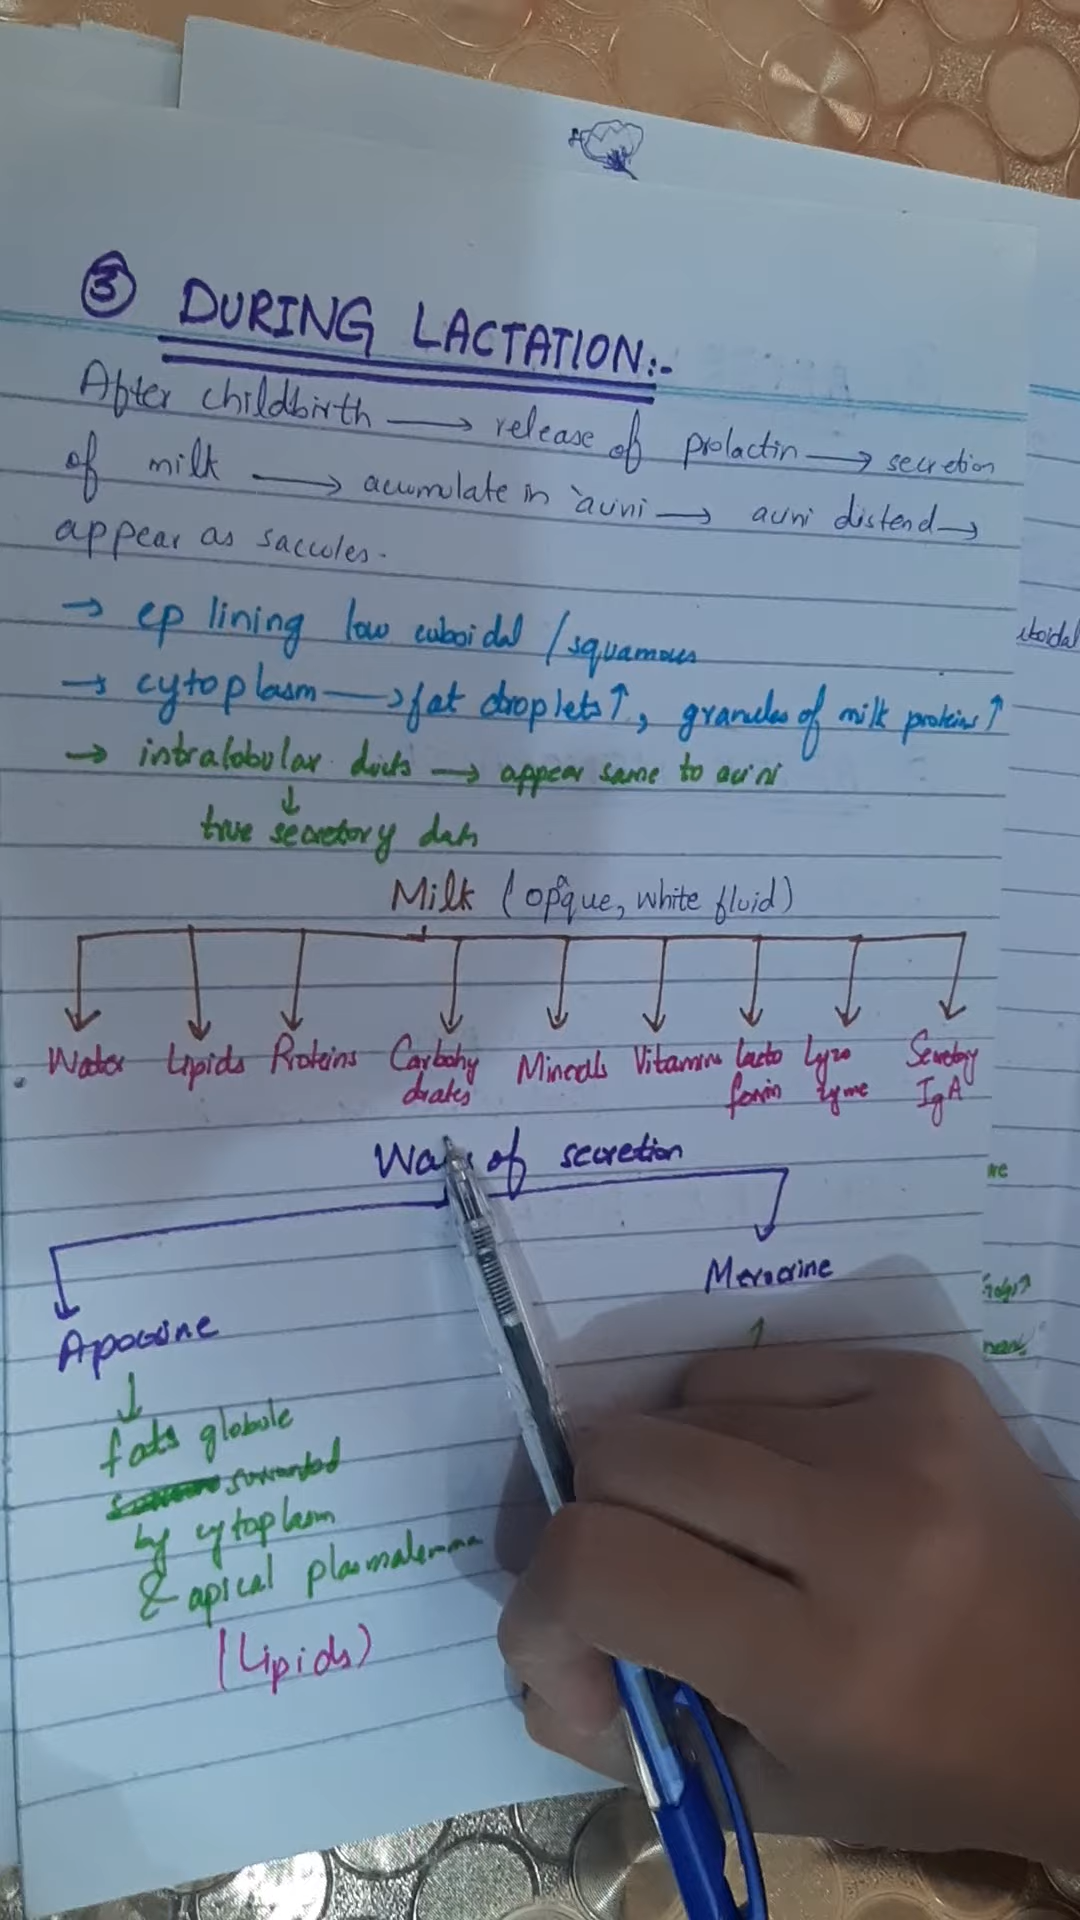 ③ DURING LACTATION:-
After childbirth → release of prolactin → secretion
of milk → acumulate in acini → acini distend →
appear as saccules.
→ ep lining low cuboidal / squamous
→ cytoplasm → fat droplets ↑, granules of milk proteins ↑
→ intralobular ducts → appear same to acini
↓
true secretory ducts
Milk (opaque, white fluid)
Water Lipids Proteins Carbohy drates Minerals Vitamins Lacto ferrin Lyso zyme Secretory IgA
of secretion
Merocrine
Apocrine
↓
fats globule
surrounded
by cytoplasm
& apical plasmalemma
(Lipids)